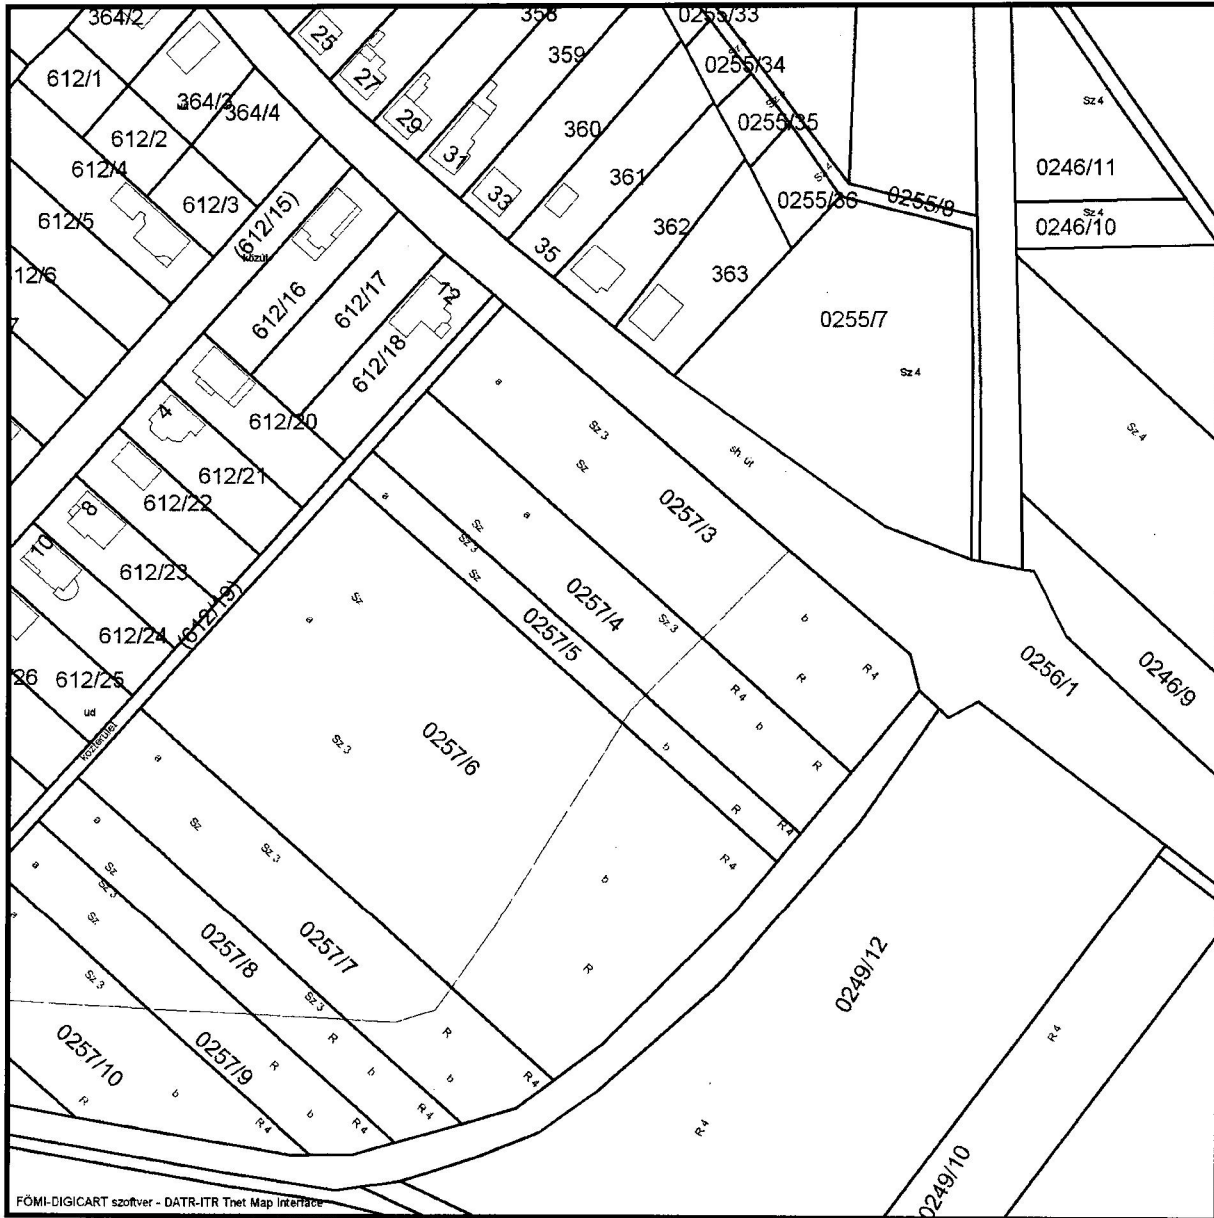 364/2
25
358
0255/33
27
359
0255/34
612/1
364/3
364/4
29
0255/35
Sz 4
612/2
360
31
0246/11
612/4
361
612/3
33
0255/36
0255/8
Sz 4
0246/10
612/5
(612/15)
362
közút
35
363
12/6
612/16
612/17
12
0255/7
612/18
Sz 4
a
4
612/20
Sz 3
Sz 4
sh. út
Sz
612/21
a
0257/3
612/22
8
a
Sz
Sz 3
10
612/23
Sz
0257/4
(612/19)
Sz
a
0257/5
Sz 3
b
612/24
R
R 4
0256/1
0246/9
26
612/25
R 4
ud
b
közterület
0257/6
Sz 3
b
a
R
R
R 4
a
Sz
Sz 3
R 4
a
Sz
Sz 3
b
a
Sz
0257/8
0257/7
R
0249/12
Sz 3
Sz 3
0257/10
0257/9
R
R
R 4
R
b
b
R 4
R
b
b
R 4
R 4
R 4
R 4
0249/10
FÖMI-DIGICART szoftver - DATR-ITR Tnet Map Interface